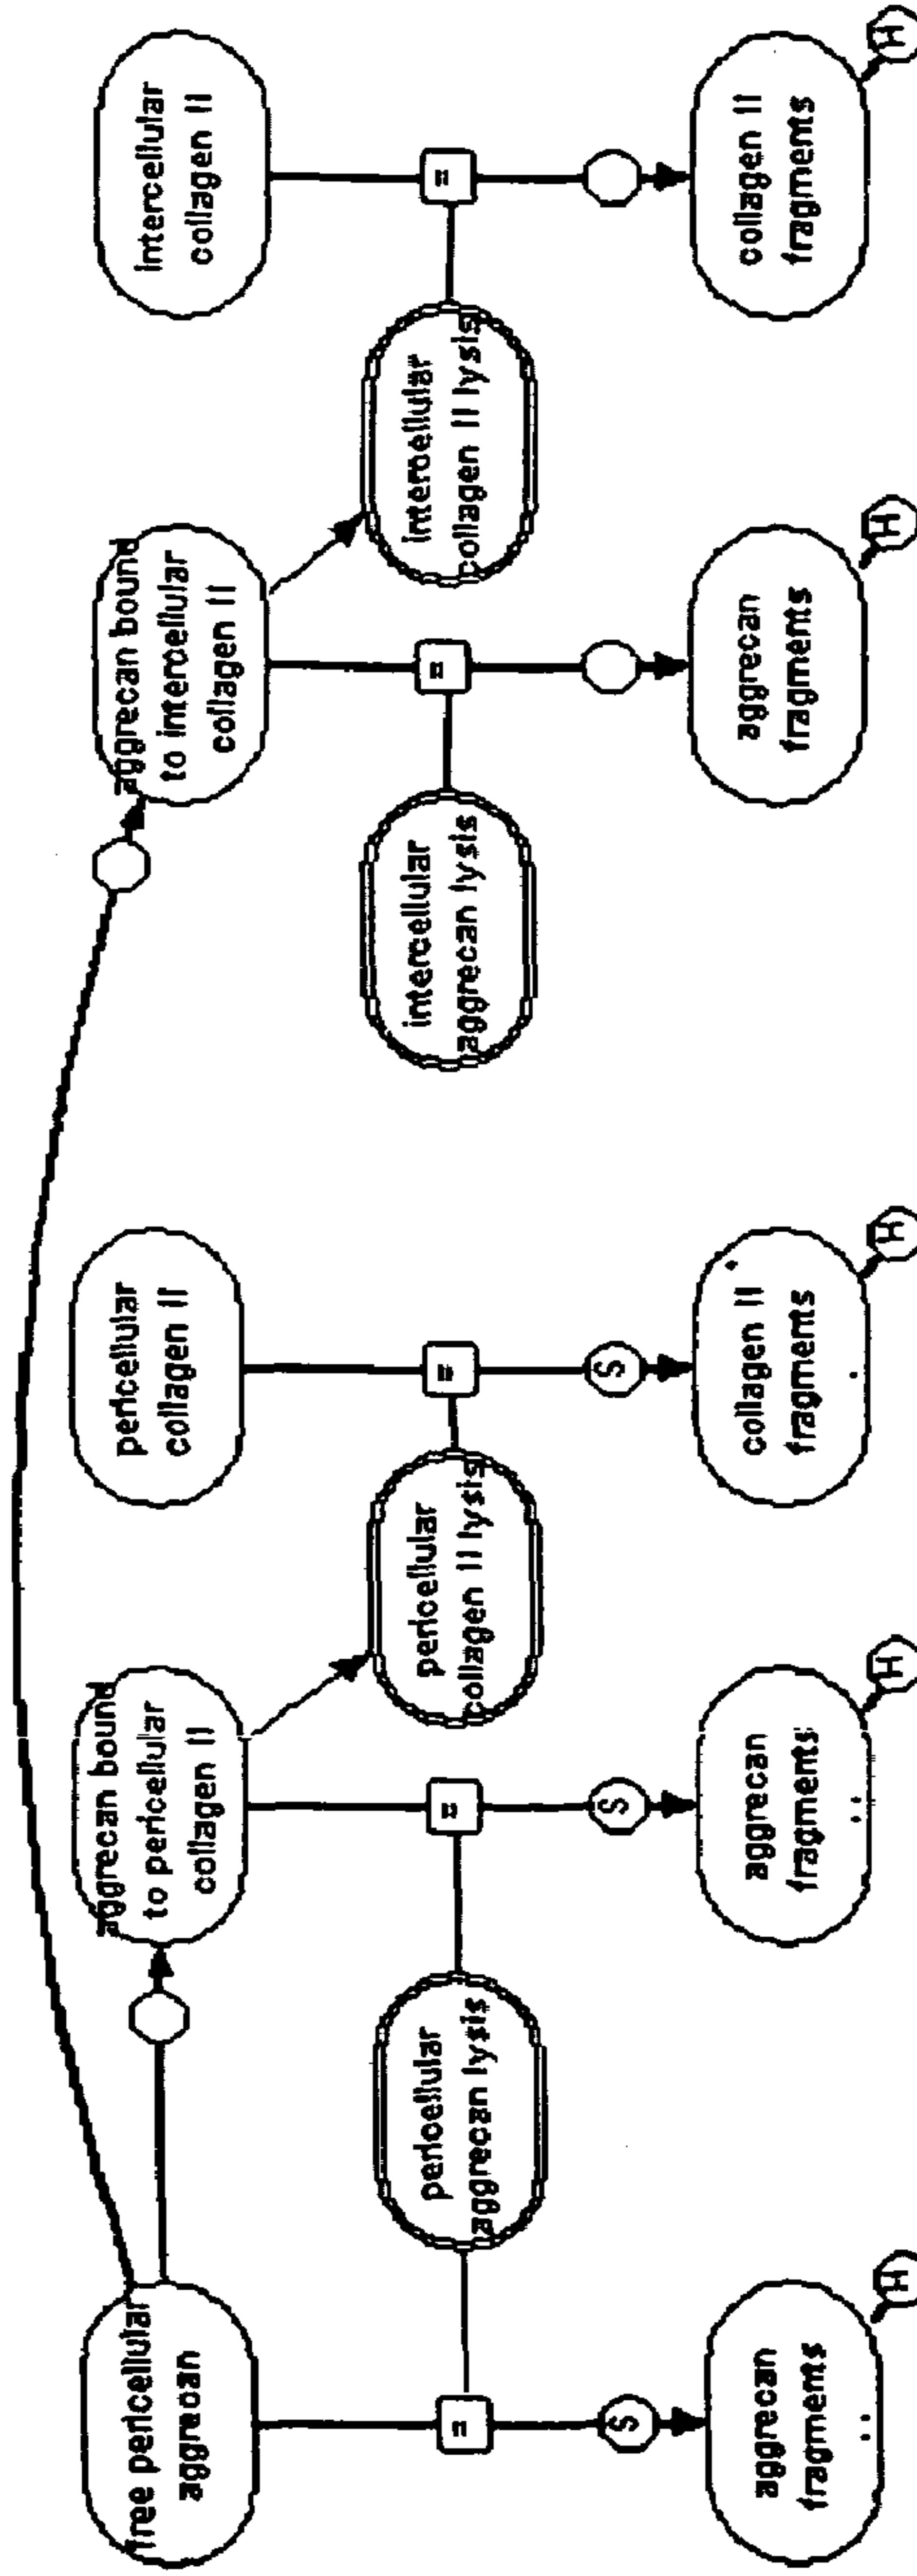 free pericellular
aggrecan
aggrecan bound
to pericellular
collagen II
pericellular
collagen II
aggrecan bound
to intercellular
collagen II
intercellular
collagen II
pericellular
aggrecan lysis
pericellular
collagen II lysis
intercellular
aggrecan lysis
intercellular
collagen II lysis
=
=
=
=
=
S
S
S
aggrecan
fragments
aggrecan
fragments
collagen II
fragments
aggrecan
fragments
collagen II
fragments
H
H
H
H
H